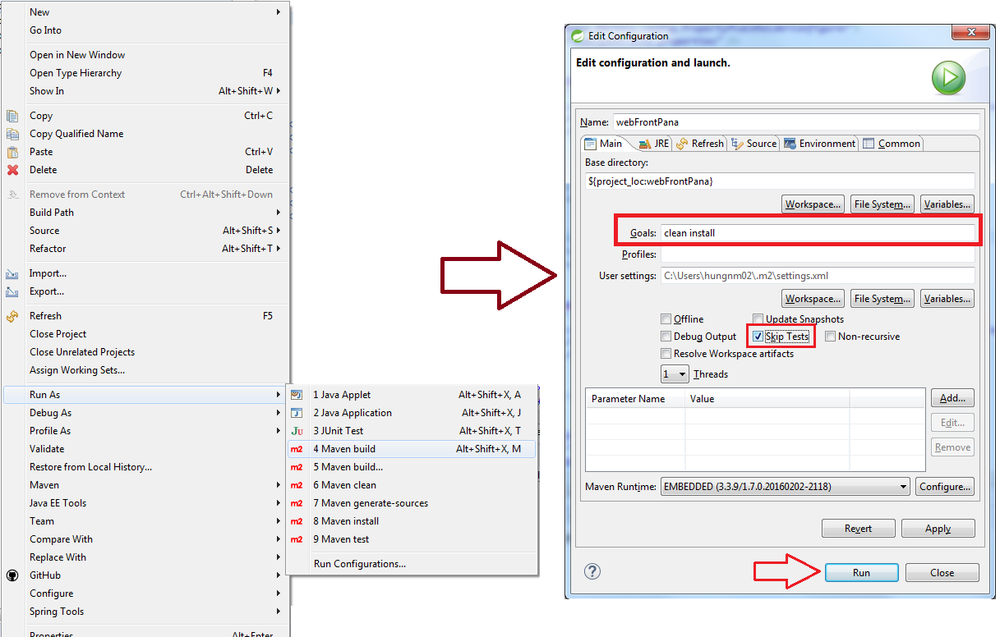 New
Go Into
Open in New Window
Open Type Hierarchy F4
Show In Alt+Shift+W
Copy Ctrl+C
Copy Qualified Name
Paste Ctrl+V
Delete Delete
Remove from Context Ctrl+Alt+Shift+Down
Build Path
Source Alt+Shift+S
Refactor Alt+Shift+T
Import...
Export...
Refresh F5
Close Project
Close Unrelated Projects
Assign Working Sets...
Run As
Debug As
Profile As
Validate
Restore from Local History...
Maven
Java EE Tools
Team
Compare With
Replace With
GitHub
Configure
Spring Tools
Properties Alt+Enter
1 Java Applet Alt+Shift+X, A
2 Java Application Alt+Shift+X, J
JU 3 JUnit Test Alt+Shift+X, T
m2 4 Maven build Alt+Shift+X, M
m2 5 Maven build...
m2 6 Maven clean
m2 7 Maven generate-sources
m2 8 Maven install
m2 9 Maven test
Run Configurations...
Edit Configuration
Edit configuration and launch.
Name: webFrontPana
Main JRE Refresh Source Environment Common
Base directory:
${project_loc:webFrontPana}
Workspace... File System... Variables...
Goals: clean install
Profiles:
User settings: C:\Users\hungnm02\.m2\settings.xml
Workspace... File System... Variables...
Offline Update Snapshots
Debug Output Skip Tests Non-recursive
Resolve Workspace artifacts
1 Threads
Parameter Name Value
Add...
Edit...
Remove
Maven Runtime: EMBEDDED (3.3.9/1.7.0.20160202-2118) Configure...
Revert Apply
? Run Close